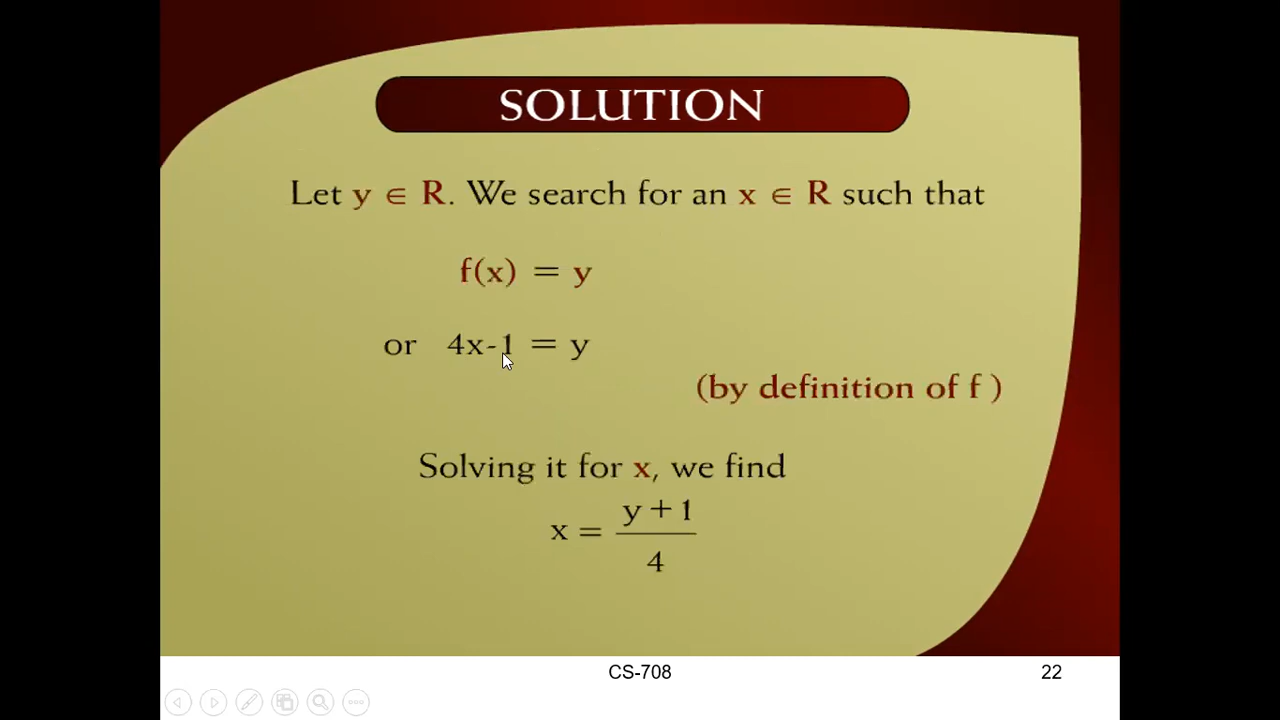 SOLUTION
Let y ∈ R. We search for an x ∈ R such that
f(x) = y
or 4x-1 = y
(by definition of f )
Solving it for x, we find
x = y + 1 / 4
CS-708
22